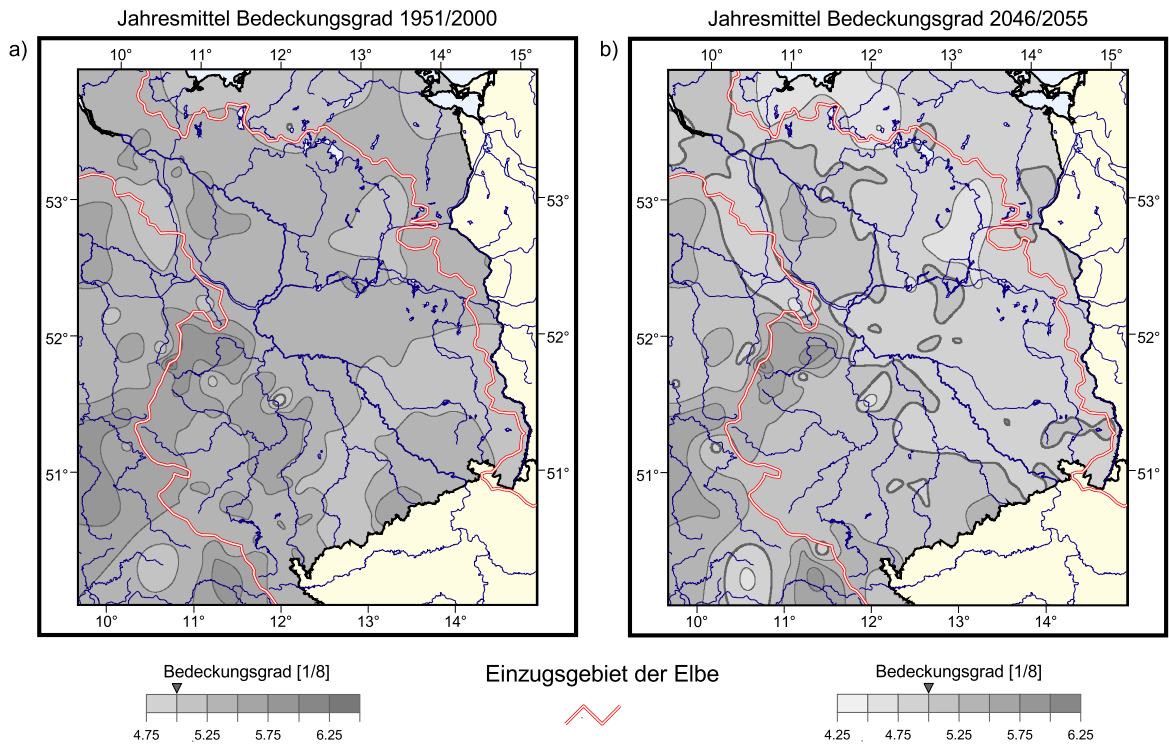 Jahresmittel Bedeckungsgrad 1951/2000
Jahresmittel Bedeckungsgrad 2046/2055
a)
b)
10° 11° 12° 13° 14° 15°
10° 11° 12° 13° 14° 15°
53° 53° 53° 53°
52° 52° 52° 52°
51° 51° 51° 51°
10° 11° 12° 13° 14°
10° 11° 12° 13° 14°
Bedeckungsgrad [1/8]
Einzugsgebiet der Elbe
Bedeckungsgrad [1/8]
4.75 5.25 5.75 6.25
4.25 4.75 5.25 5.75 6.25